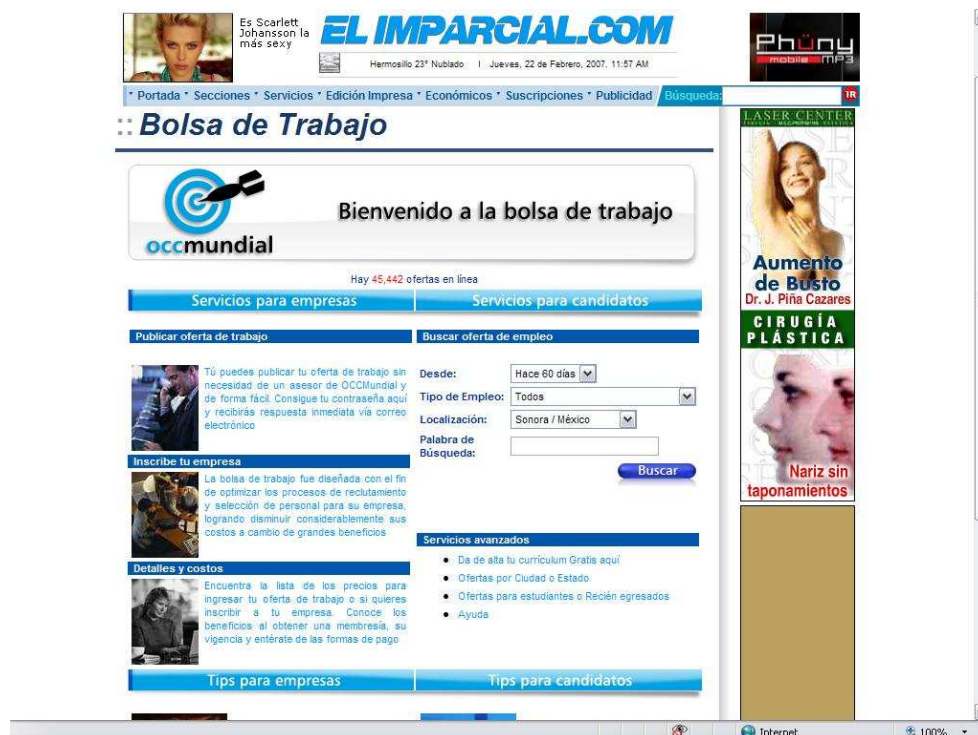 Es Scarlett
Johansson la
más sexy
EL IMPARCIAL.COM
Hermosillo 23° Nublado | Jueves, 22 de Febrero, 2007. 11:57 AM
Phüny
mobile MP3
Portada Secciones Servicios Edición Impresa Económicos Suscripciones Publicidad Búsqueda: IR
:: Bolsa de Trabajo
occmundial
Bienvenido a la bolsa de trabajo
Hay 45,442 ofertas en línea
Servicios para empresas
Servicios para candidatos
Publicar oferta de trabajo
Tú puedes publicar tu oferta de trabajo sin
necesidad de un asesor de OCCMundial y
de forma fácil. Consigue tu contraseña aquí
y recibirás respuesta inmediata vía correo
electrónico
Inscribe tu empresa
La bolsa de trabajo fue diseñada con el fin
de optimizar los procesos de reclutamiento
y selección de personal para su empresa,
logrando disminuir considerablemente sus
costos a cambio de grandes beneficios
Detalles y costos
Encuentra la lista de los precios para
ingresar tu oferta de trabajo o si quieres
inscribir a tu empresa. Conoce los
beneficios al obtener una membresía, su
vigencia y entérate de las formas de pago
Buscar oferta de empleo
Desde: Hace 60 días
Tipo de Empleo: Todos
Localización: Sonora / México
Palabra de
Búsqueda:
Buscar
Servicios avanzados
Da de alta tu currículum Gratis aquí
Ofertas por Ciudad o Estado
Ofertas para estudiantes o Recién egresados
Ayuda
Tips para empresas
Tips para candidatos
LASER CENTER
Aumento
de Busto
Dr. J. Piña Cazares
CIRUGÍA
PLÁSTICA
Nariz sin
taponamientos
Internet
100%